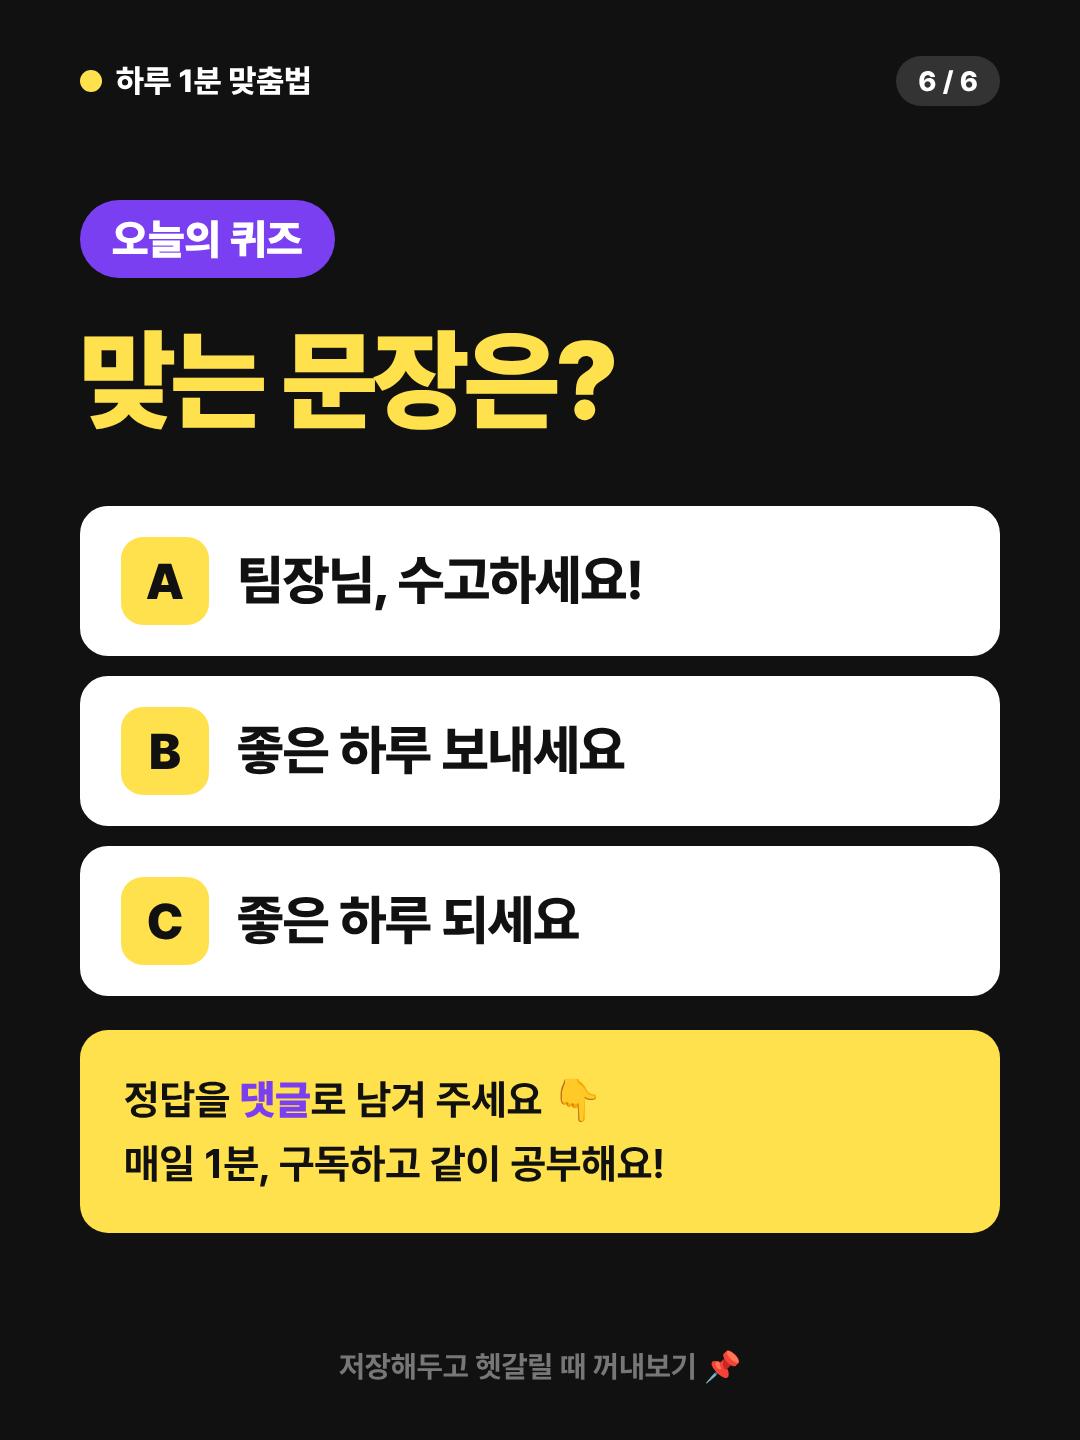 하루 1분 맞춤법
6 / 6
오늘의 퀴즈
맞는 문장은?
A 팀장님, 수고하세요!
B 좋은 하루 보내세요
C 좋은 하루 되세요
정답을 댓글로 남겨 주세요 👇
매일 1분, 구독하고 같이 공부해요!
저장해두고 헷갈릴 때 꺼내보기 📌